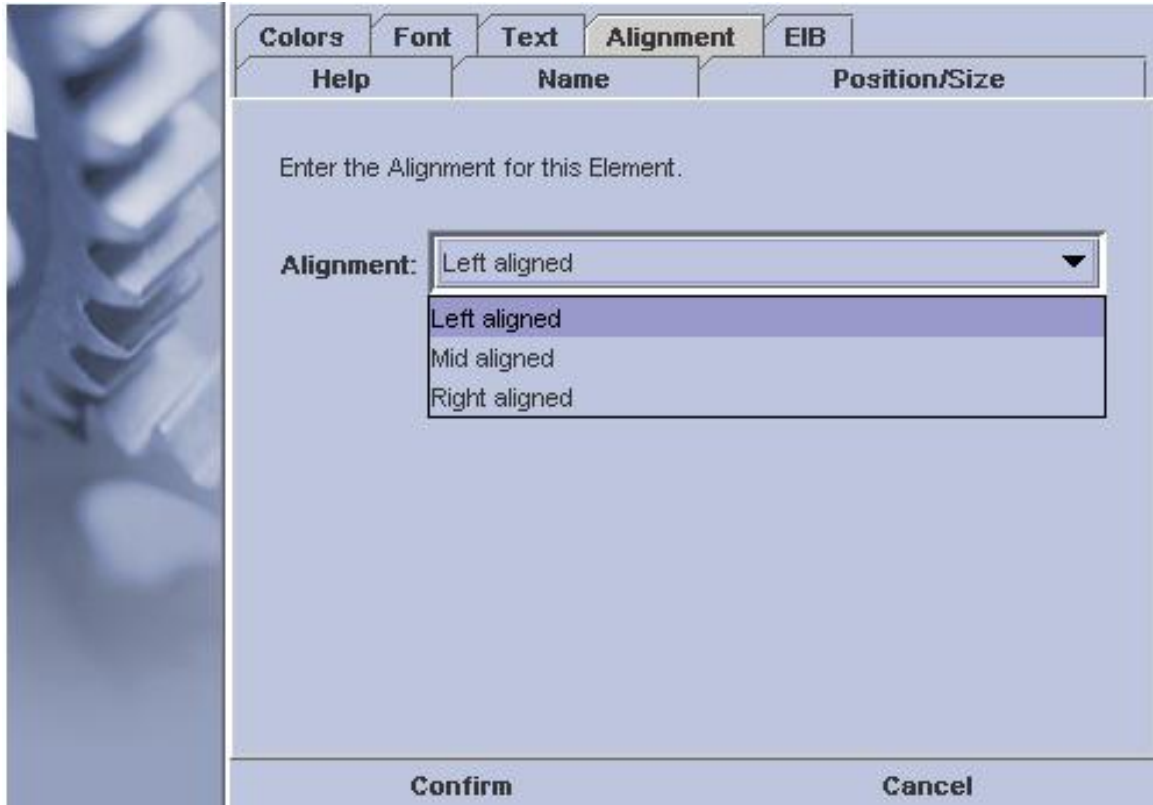 Colors Font Text Alignment EIB
Help Name Position/Size
Enter the Alignment for this Element.
Alignment: Left aligned
Left aligned
Mid aligned
Right aligned
Confirm Cancel